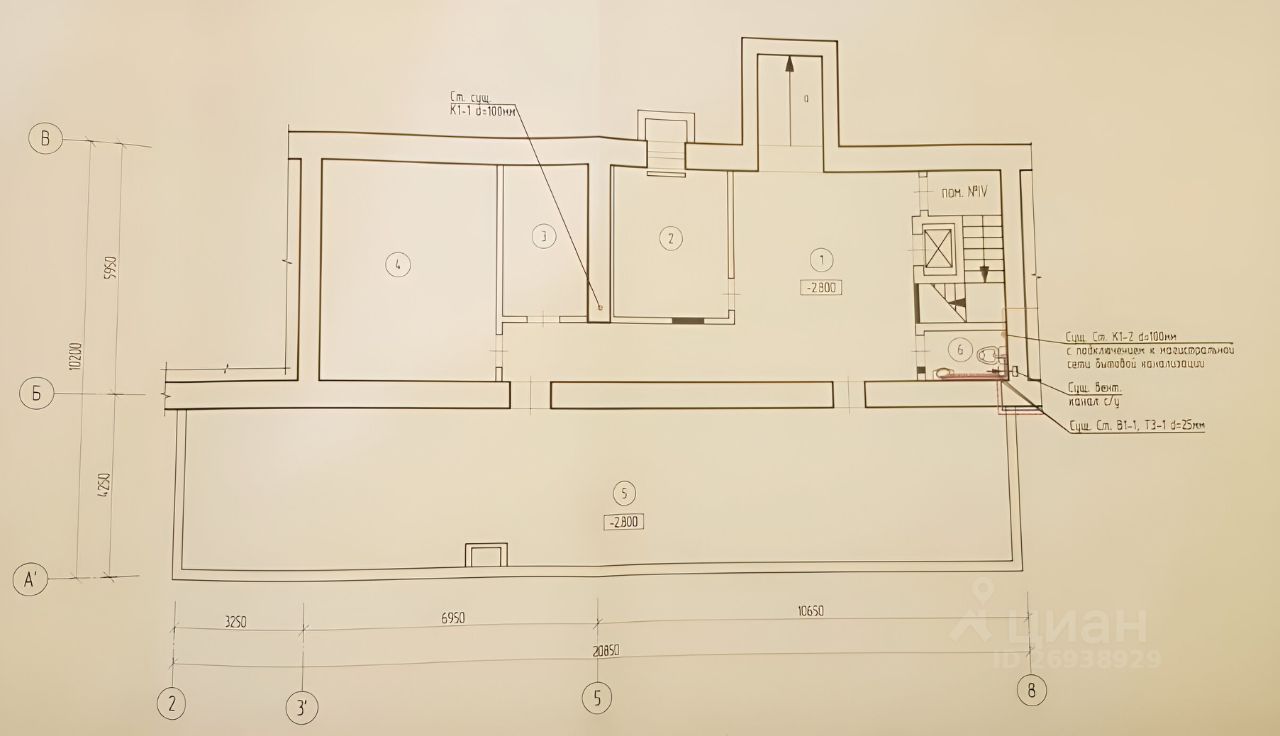 Ст. сущ.
К1-1 d=100мм
а
В
пом. №IV
3
2
1
4
-2.800
5950
10200
6
Сущ. Ст. К1-2 d=100мм
с подключением к магистральной
сети бытовой канализации
Б
Сущ. Вент.
канал с/у
Сущ. Ст. В1-1, Т3-1 d=25мм
4250
5
-2.800
А'
3250
6950
10650
циан
ID 26938929
20850
2
3'
5
8